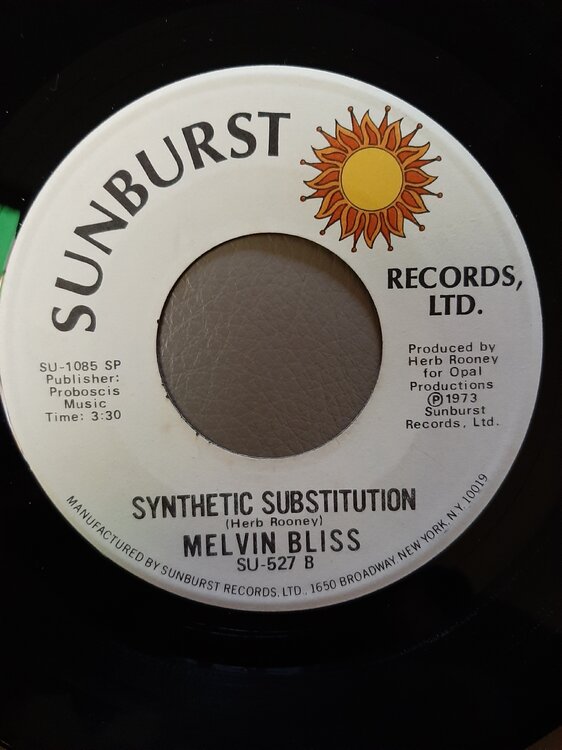 SUNBURST
RECORDS,
LTD.
SU-1085 SP
Publisher:
Proboscis
Music
Time: 3:30
Produced by
Herb Rooney
for Opal
Productions
Ⓟ1973
Sunburst
Records, Ltd.
SYNTHETIC SUBSTITUTION
(Herb Rooney)
MELVIN BLISS
SU-527 B
MANUFACTURED BY SUNBURST RECORDS, LTD., 1650 BROADWAY NEW YORK, N.Y. 10019